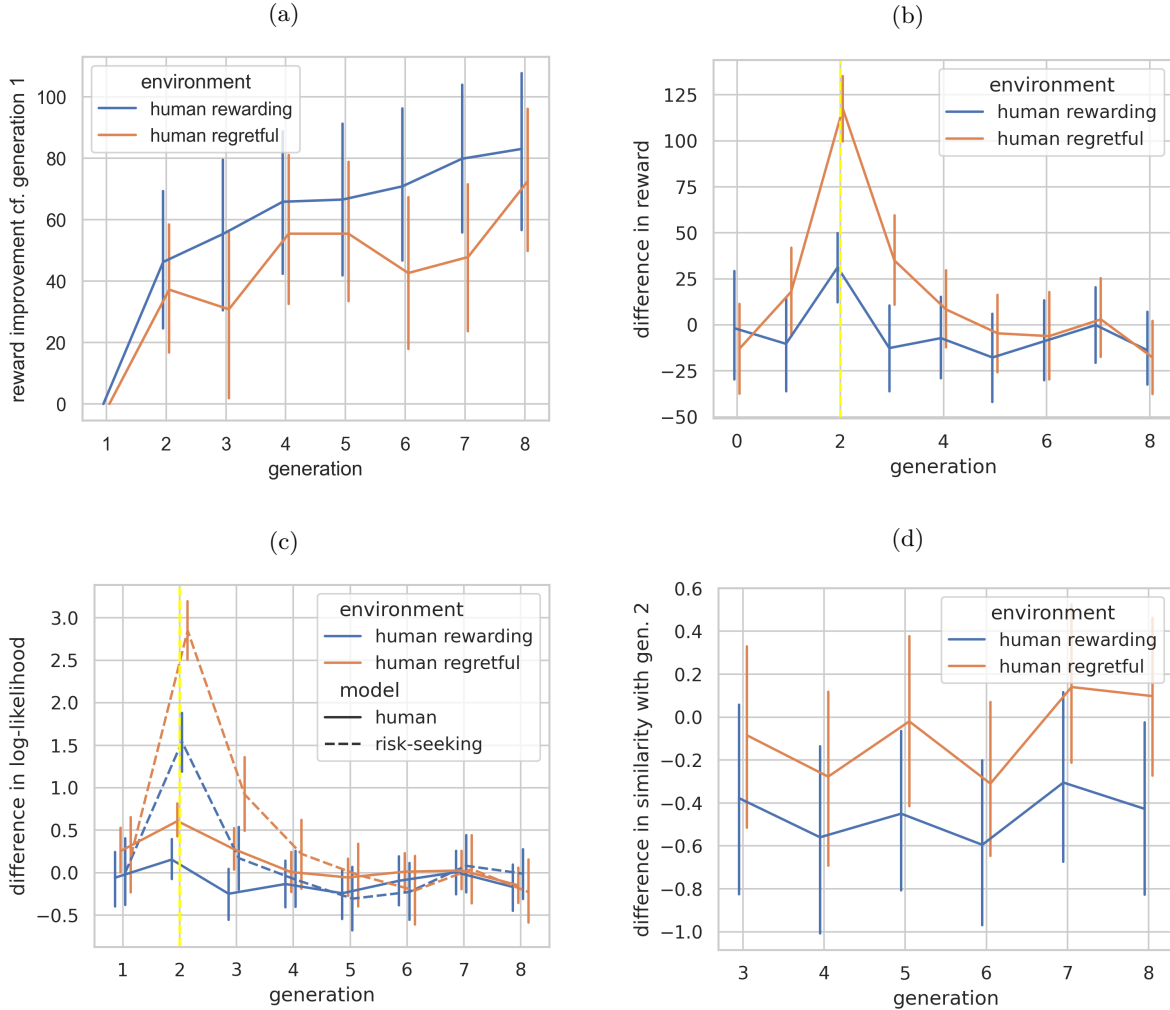 (a)
reward improvement cf. generation 1
environment
human rewarding
human regretful
100
80
60
40
20
0
1 2 3 4 5 6 7 8
generation
(b)
difference in reward
environment
human rewarding
human regretful
125
100
75
50
25
0
−25
−50
0 2 4 6 8
generation
(c)
difference in log-likelihood
environment
human rewarding
human regretful
model
human
risk-seeking
3.0
2.5
2.0
1.5
1.0
0.5
0.0
−0.5
1 2 3 4 5 6 7 8
generation
(d)
difference in similarity with gen. 2
environment
human rewarding
human regretful
0.6
0.4
0.2
0.0
−0.2
−0.4
−0.6
−0.8
−1.0
3 4 5 6 7 8
generation